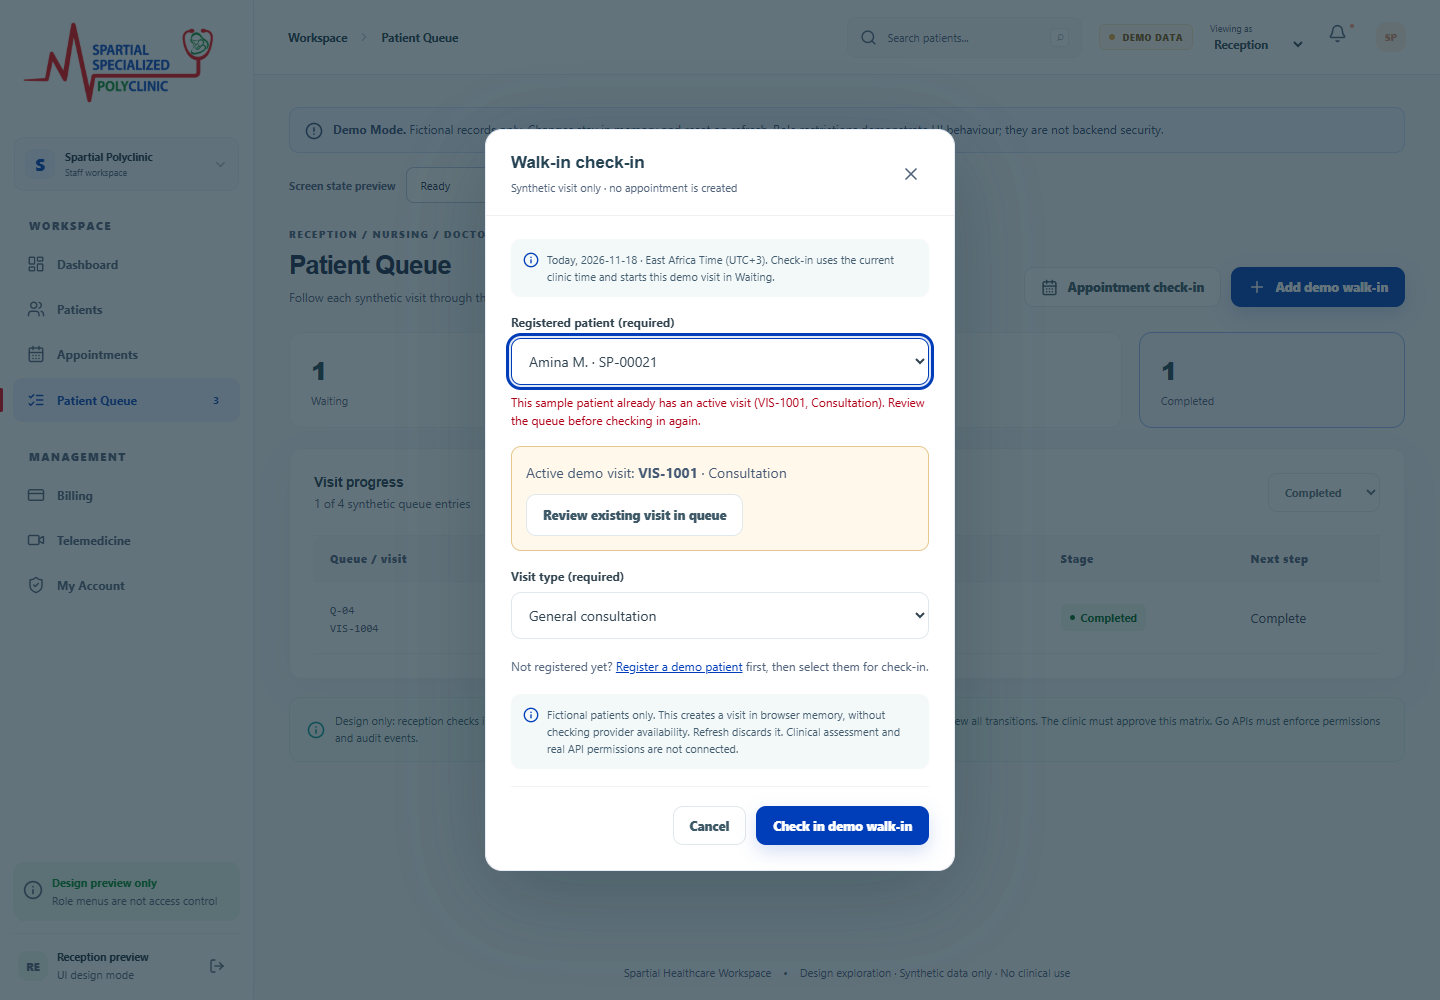 SPARTIAL
SPECIALIZED
POLYCLINIC
S
Spartial Polyclinic
Staff workspace
WORKSPACE
Dashboard
Patients
Appointments
Patient Queue 3
MANAGEMENT
Billing
Telemedicine
My Account
Design preview only
Role menus are not access control
RE
Reception preview
UI design mode
Workspace
Patient Queue
Search patients...
DEMO DATA
Viewing as
Reception
SP
Demo Mode. Fictional records only. Changes stay in memory and reset on refresh. Role restrictions demonstrate UI behaviour; they are not backend security.
Screen state preview
Ready
RECEPTION / NURSING / DOCTO
Patient Queue
Follow each synthetic visit through th
Appointment check-in
Add demo walk-in
1
Waiting
1
Completed
Visit progress
1 of 4 synthetic queue entries
Completed
Queue / visit
Stage
Next step
Q-04
VIS-1004
Completed
Complete
Design only: reception checks
ew all transitions. The clinic must approve this matrix. Go APIs must enforce permissions
and audit events.
Spartial Healthcare Workspace • Design exploration · Synthetic data only · No clinical use
Walk-in check-in
Synthetic visit only · no appointment is created
Today, 2026-11-18 · East Africa Time (UTC+3). Check-in uses the current
clinic time and starts this demo visit in Waiting.
Registered patient (required)
Amina M. · SP-00021
This sample patient already has an active visit (VIS-1001, Consultation). Review
the queue before checking in again.
Active demo visit: VIS-1001 · Consultation
Review existing visit in queue
Visit type (required)
General consultation
Not registered yet? Register a demo patient first, then select them for check-in.
Fictional patients only. This creates a visit in browser memory, without
checking provider availability. Refresh discards it. Clinical assessment and
real API permissions are not connected.
Cancel
Check in demo walk-in